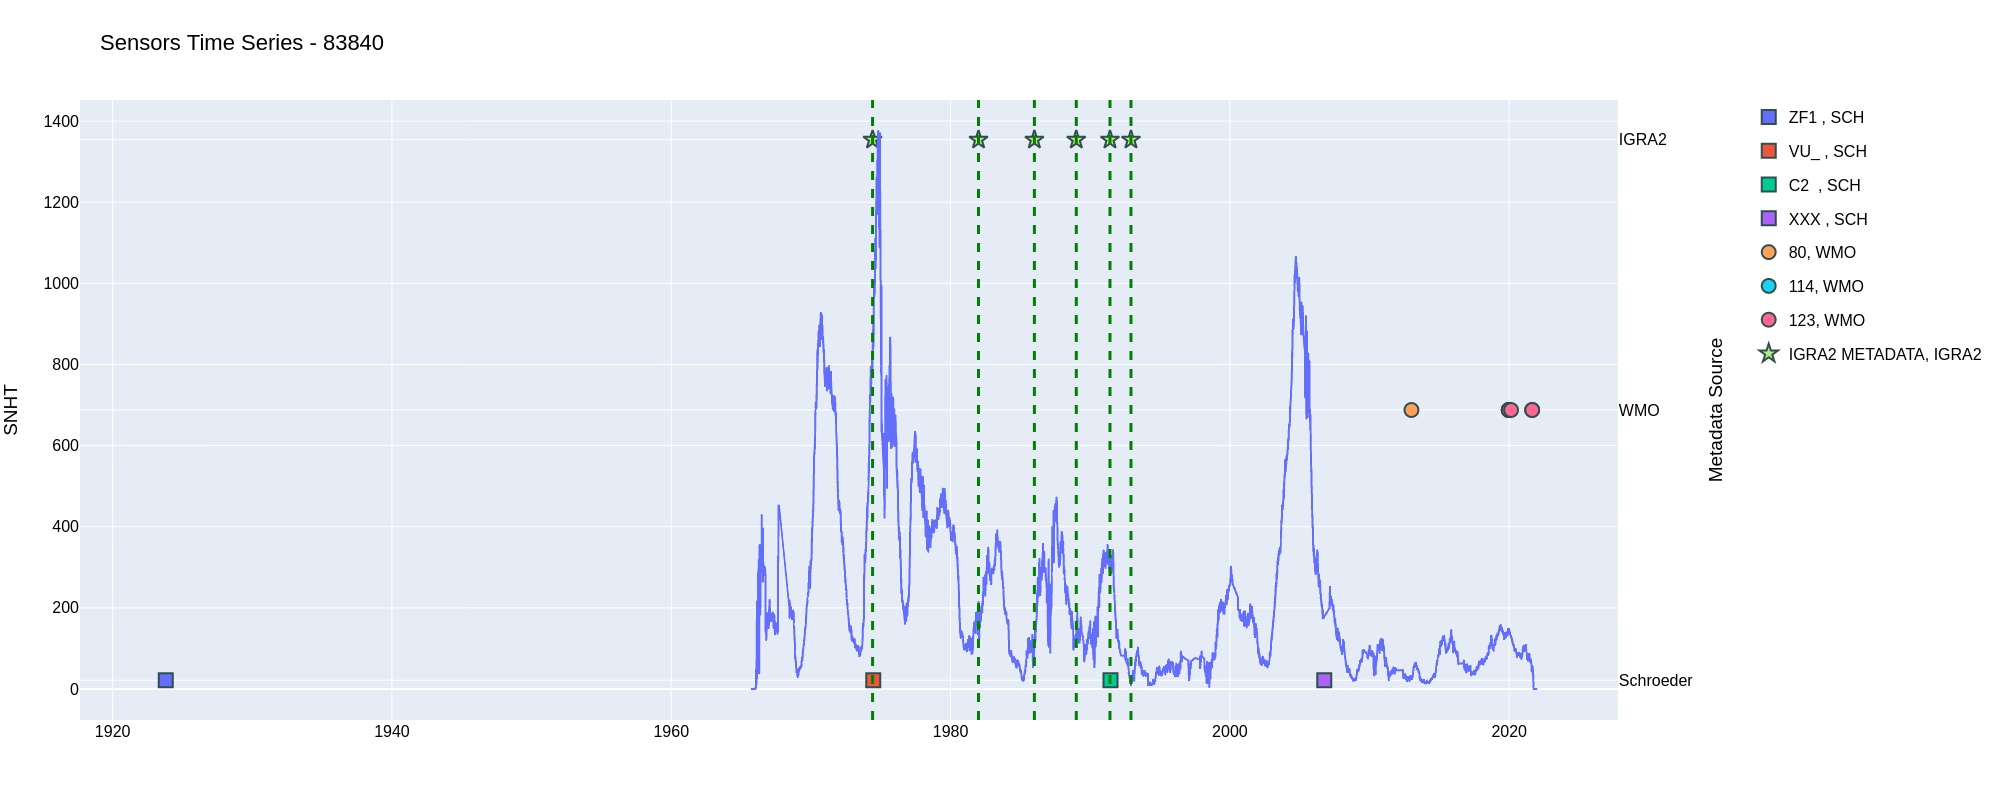 Sensors Time Series - 83840
1400
1200
1000
800
600
400
200
0
SNHT
1920
1940
1960
1980
2000
2020
IGRA2
WMO
Schroeder
Metadata Source
ZF1 , SCH
VU_ , SCH
C2  , SCH
XXX , SCH
80, WMO
114, WMO
123, WMO
IGRA2 METADATA, IGRA2